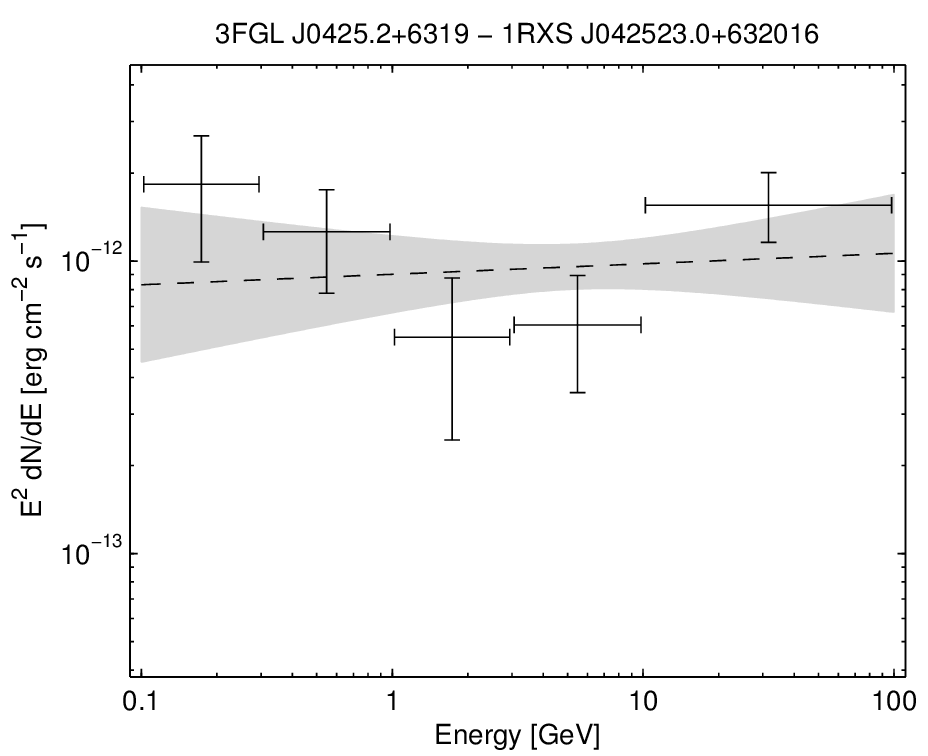 3FGL J0425.2+6319 − 1RXS J042523.0+632016
E² dN/dE [erg cm⁻² s⁻¹]
10⁻¹²
10⁻¹³
0.1 1 10 100
Energy [GeV]